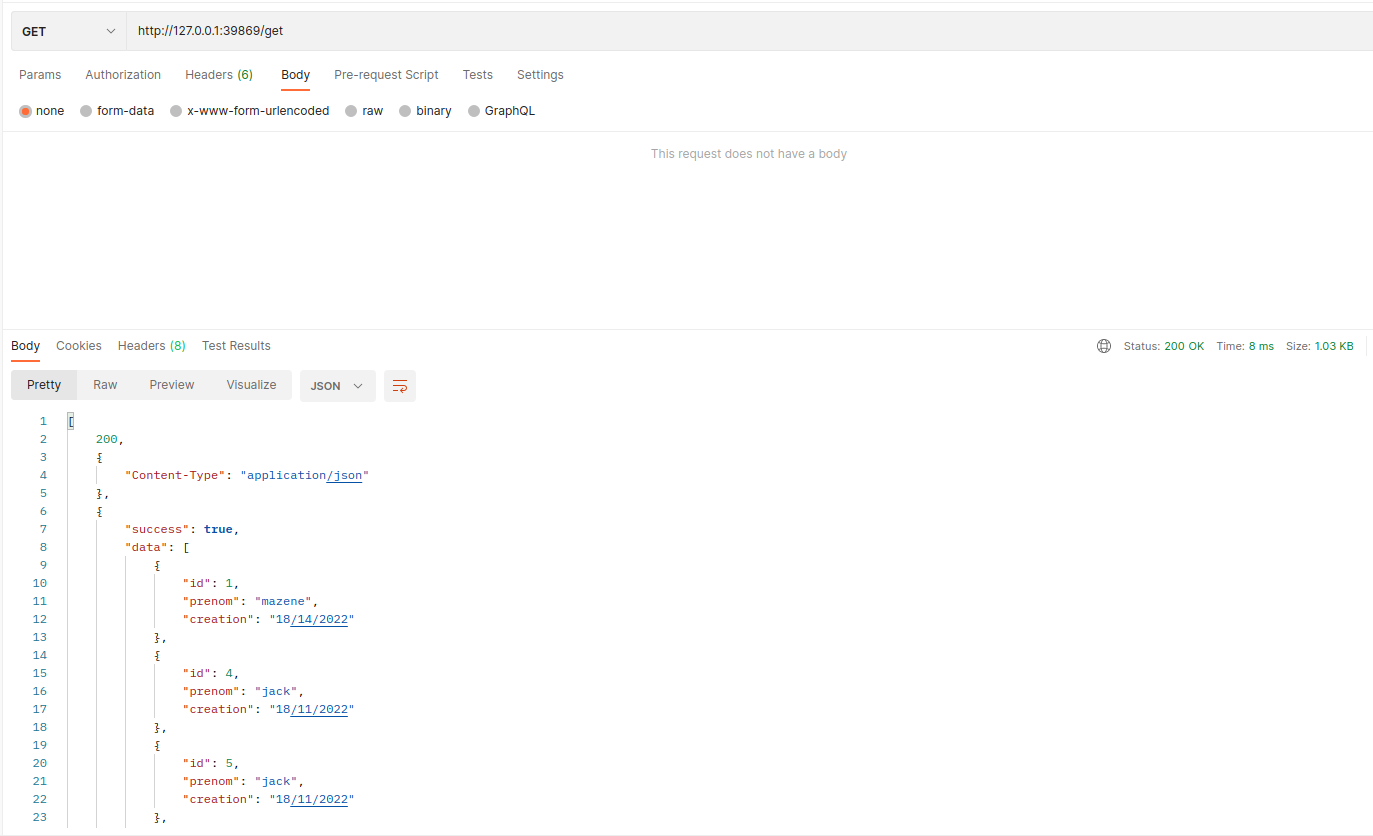 GET http://127.0.0.1:39869/get
Params Authorization Headers (6) Body Pre-request Script Tests Settings
none form-data x-www-form-urlencoded raw binary GraphQL
This request does not have a body
Body Cookies Headers (8) Test Results Status: 200 OK Time: 8 ms Size: 1.03 KB
Pretty Raw Preview Visualize JSON
1 [
2 200,
3 {
4 "Content-Type": "application/json"
5 },
6 {
7 "success": true,
8 "data": [
9 {
10 "id": 1,
11 "prenom": "mazene",
12 "creation": "18/14/2022"
13 },
14 {
15 "id": 4,
16 "prenom": "jack",
17 "creation": "18/11/2022"
18 },
19 {
20 "id": 5,
21 "prenom": "jack",
22 "creation": "18/11/2022"
23 },